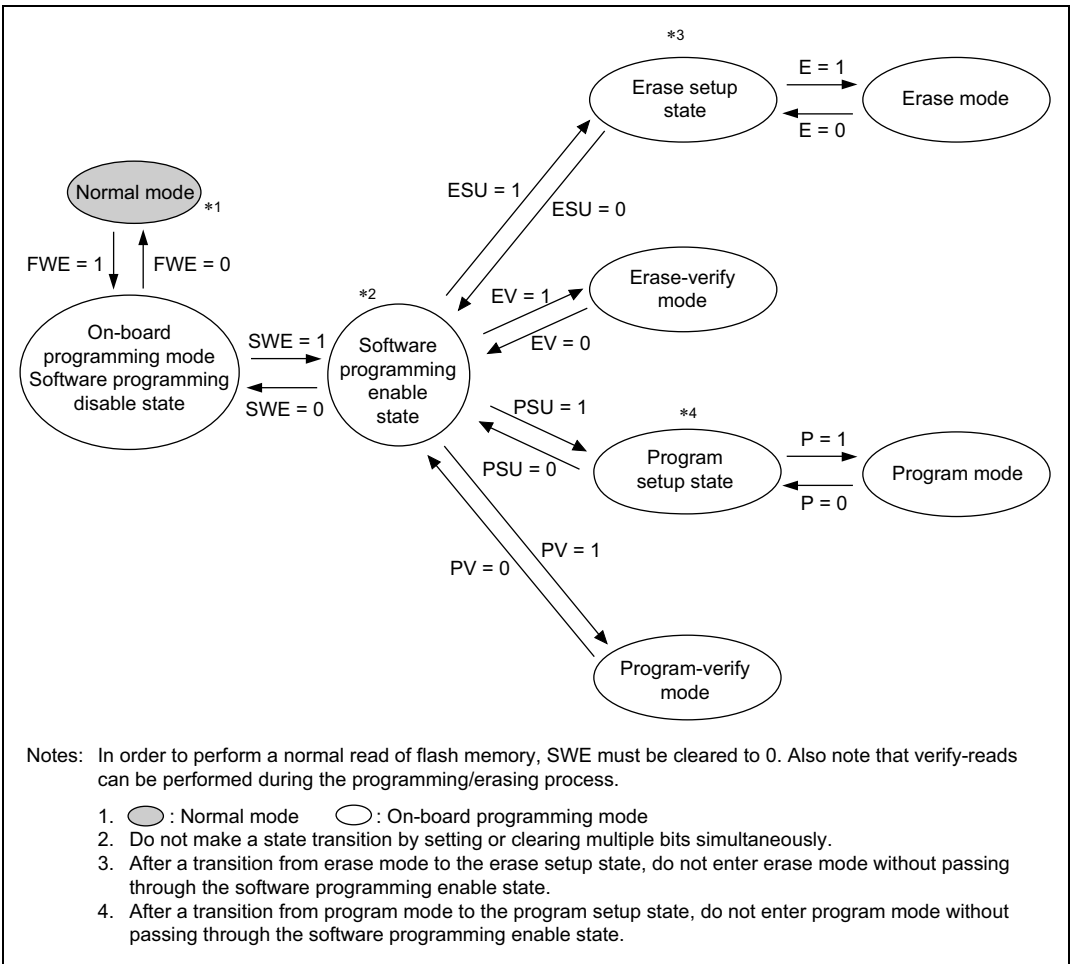 *3
Erase setup
state
E = 1
E = 0
Erase mode
Normal mode
*1
ESU = 1
ESU = 0
FWE = 1
FWE = 0
Erase-verify
mode
*2
EV = 1
EV = 0
On-board
programming mode
Software programming
disable state
SWE = 1
SWE = 0
Software
programming
enable
state
PSU = 1
PSU = 0
*4
Program
setup state
P = 1
P = 0
Program mode
PV = 1
PV = 0
Program-verify
mode
Notes: In order to perform a normal read of flash memory, SWE must be cleared to 0. Also note that verify-reads
can be performed during the programming/erasing process.
1. : Normal mode : On-board programming mode
2. Do not make a state transition by setting or clearing multiple bits simultaneously.
3. After a transition from erase mode to the erase setup state, do not enter erase mode without passing
through the software programming enable state.
4. After a transition from program mode to the program setup state, do not enter program mode without
passing through the software programming enable state.